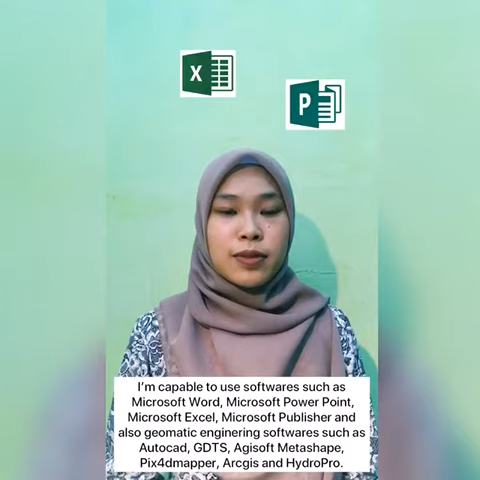 X
P
I'm capable to use softwares such as
Microsoft Word, Microsoft Power Point,
Microsoft Excel, Microsoft Publisher and
also geomatic enginering softwares such as
Autocad, GDTS, Agisoft Metashape,
Pix4dmapper, Arcgis and HydroPro.